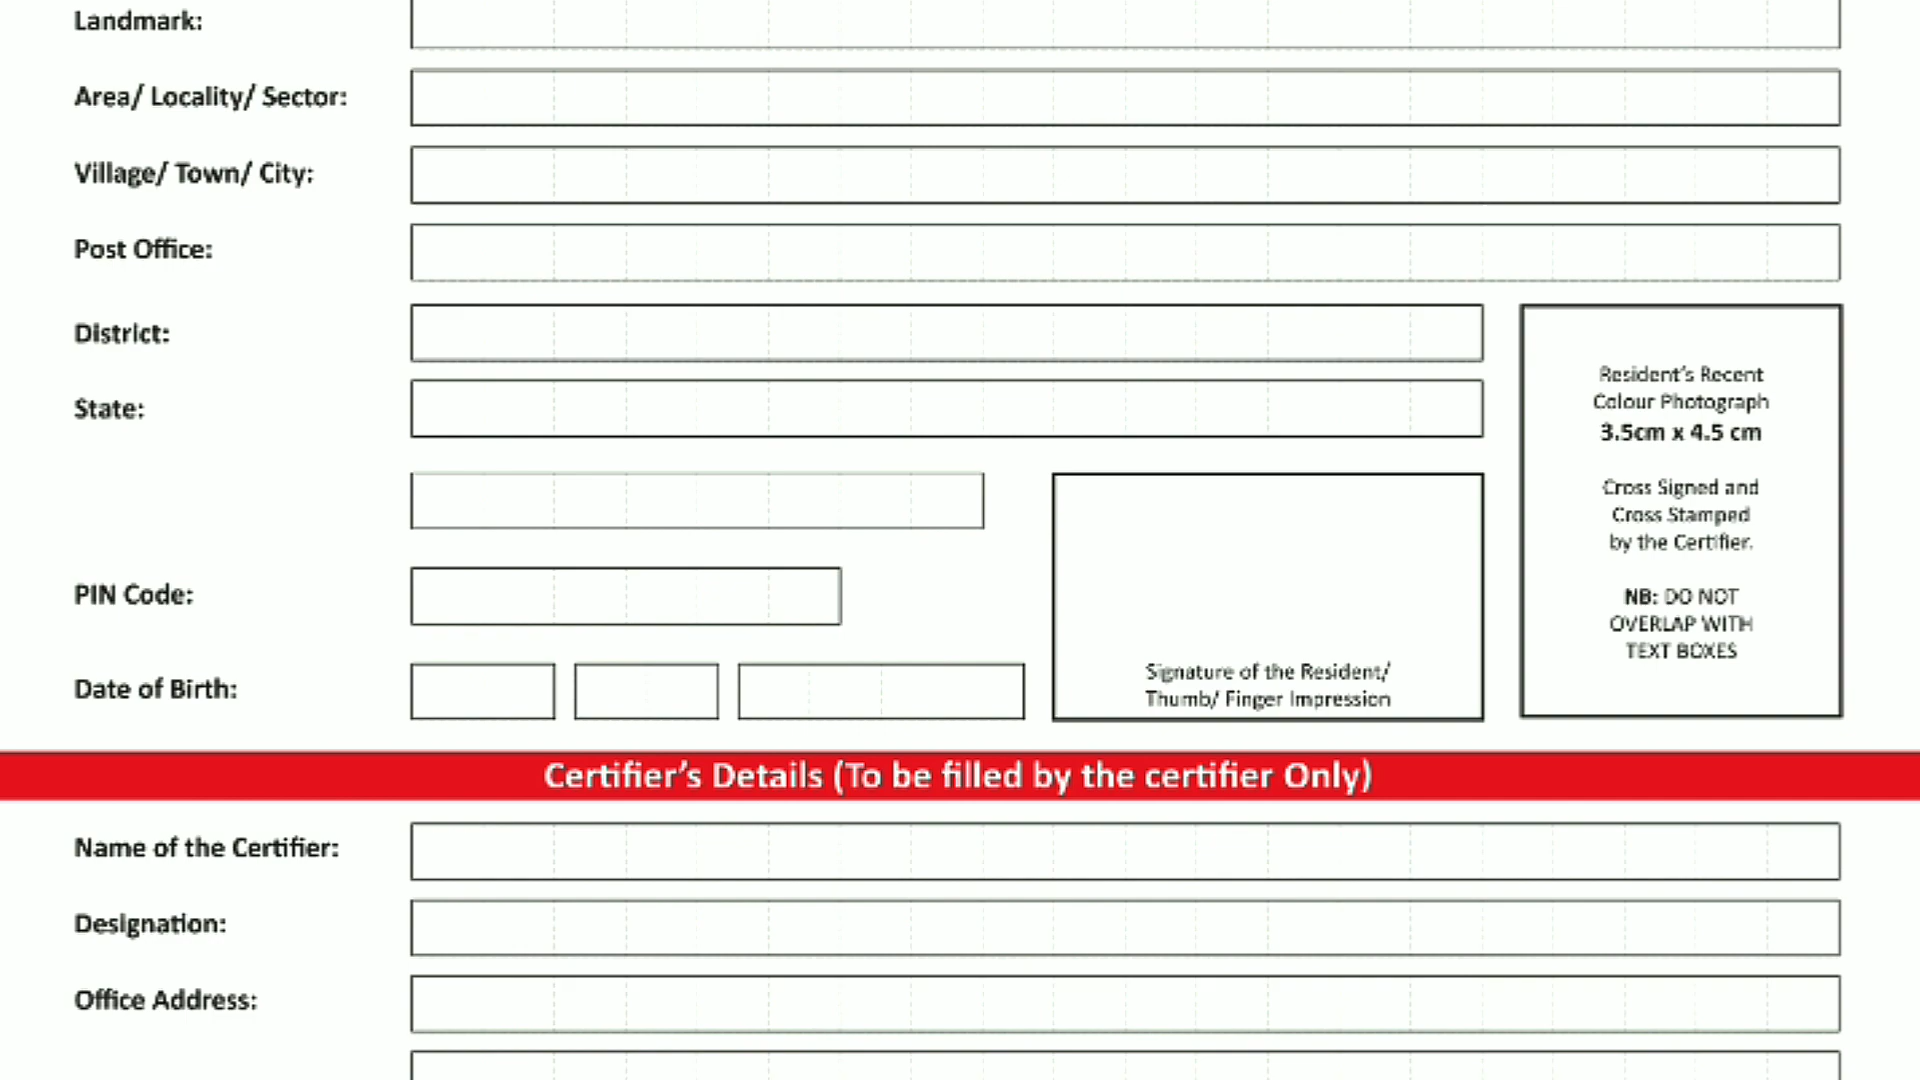 Landmark:
Area/ Locality/ Sector:
Village/ Town/ City:
Post Office:
District:
State:
Resident's Recent
Colour Photograph
3.5cm x 4.5 cm
Cross Signed and
Cross Stamped
by the Certifier.
NB: DO NOT
OVERLAP WITH
TEXT BOXES
PIN Code:
Date of Birth:
Signature of the Resident/
Thumb/ Finger Impression
Certifier's Details (To be filled by the certifier Only)
Name of the Certifier:
Designation:
Office Address: